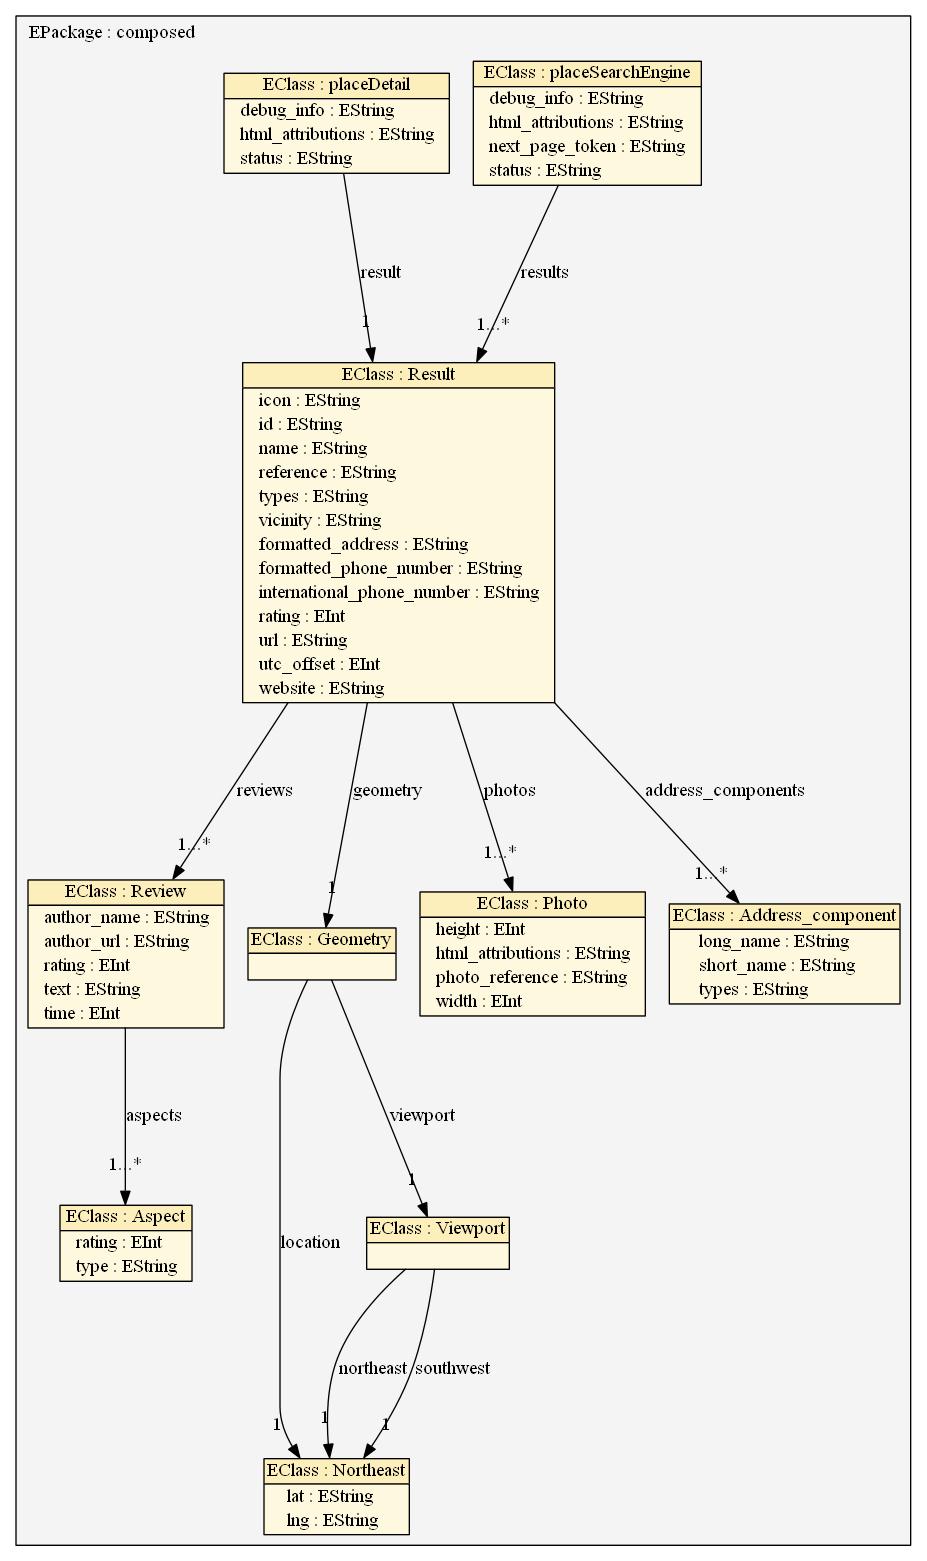 EPackage : composed
EClass : placeDetail
debug_info : EString
html_attributions : EString
status : EString
EClass : placeSearchEngine
debug_info : EString
html_attributions : EString
next_page_token : EString
status : EString
result
results
1
1...*
EClass : Result
icon : EString
id : EString
name : EString
reference : EString
types : EString
vicinity : EString
formatted_address : EString
formatted_phone_number : EString
international_phone_number : EString
rating : EInt
url : EString
utc_offset : EInt
website : EString
reviews
geometry
photos
address_components
1...*
1
1...*
1...*
EClass : Review
author_name : EString
author_url : EString
rating : EInt
text : EString
time : EInt
EClass : Geometry
EClass : Photo
height : EInt
html_attributions : EString
photo_reference : EString
width : EInt
EClass : Address_component
long_name : EString
short_name : EString
types : EString
aspects
viewport
1...*
1
EClass : Aspect
rating : EInt
type : EString
location
EClass : Viewport
northeast
southwest
1
1
1
EClass : Northeast
lat : EString
lng : EString